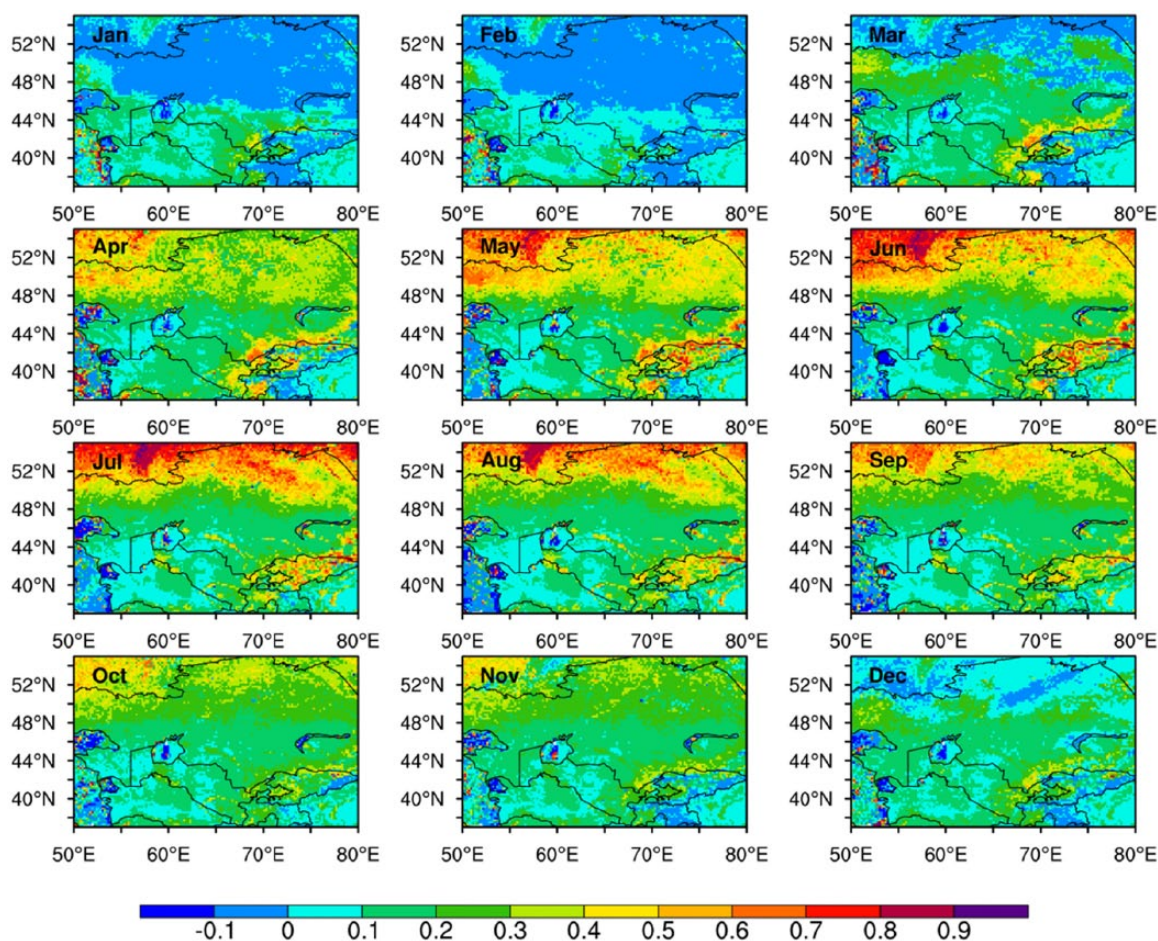 Jan Feb Mar
52°N 52°N 52°N
48°N 48°N 48°N
44°N 44°N 44°N
40°N 40°N 40°N
50°E 60°E 70°E 80°E 50°E 60°E 70°E 80°E 50°E 60°E 70°E 80°E
Apr May Jun
52°N 52°N 52°N
48°N 48°N 48°N
44°N 44°N 44°N
40°N 40°N 40°N
50°E 60°E 70°E 80°E 50°E 60°E 70°E 80°E 50°E 60°E 70°E 80°E
Jul Aug Sep
52°N 52°N 52°N
48°N 48°N 48°N
44°N 44°N 44°N
40°N 40°N 40°N
50°E 60°E 70°E 80°E 50°E 60°E 70°E 80°E 50°E 60°E 70°E 80°E
Oct Nov Dec
52°N 52°N 52°N
48°N 48°N 48°N
44°N 44°N 44°N
40°N 40°N 40°N
50°E 60°E 70°E 80°E 50°E 60°E 70°E 80°E 50°E 60°E 70°E 80°E
-0.1 0 0.1 0.2 0.3 0.4 0.5 0.6 0.7 0.8 0.9